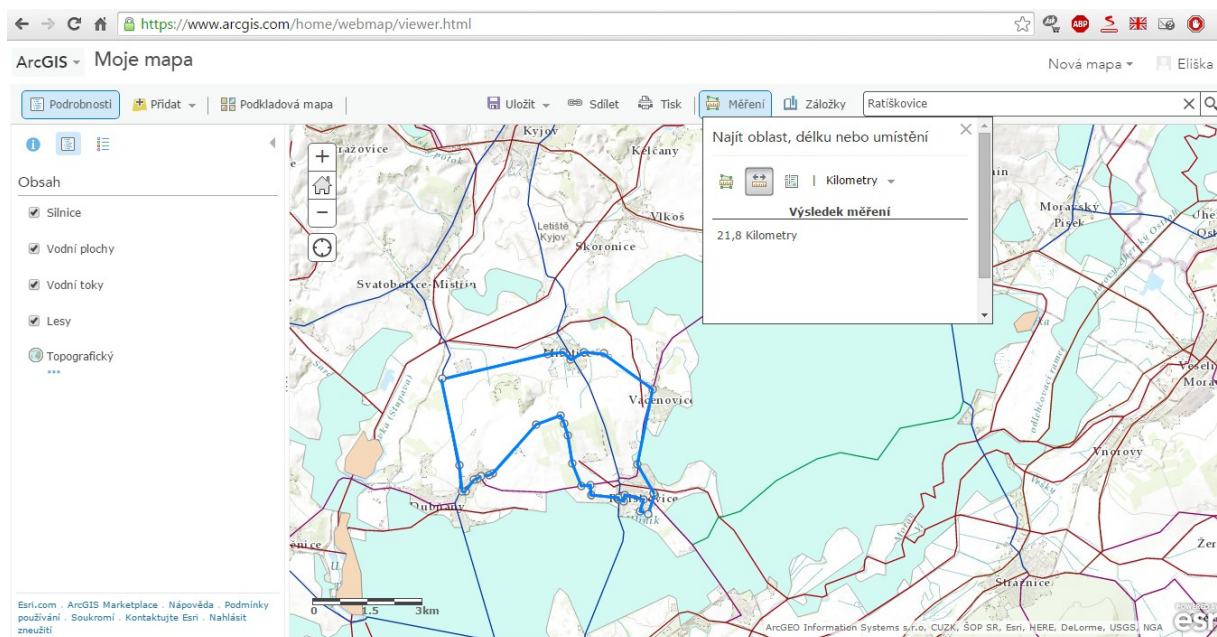 https://www.arcgis.com/home/webmap/viewer.html
ABP
ArcGIS Moje mapa
Nová mapa Eliška
Podrobnosti Přidat Podkladová mapa Uložit Sdílet Tisk Měření Záložky Ratíškovice
Najít oblast, délku nebo umístění
Kilometry
Výsledek měření
21,8 Kilometry
Obsah
Silnice
Vodní plochy
Vodní toky
Lesy
Topografický
Kyjov
Kelčany
Vlkoš
Letiště
Kyjov
Skoronice
Moravský
Písek
Svatobořice-Mistřín
Vacenovice
Vnorovy
Dubňany
Strážnice
0 1.5 3km
Esri.com . ArcGIS Marketplace . Nápověda . Podmínky
používání . Soukromí . Kontaktujte Esri . Nahlásit
zneužití
ArcGEO Information Systems s.r.o, CUZK, ŠOP SR, Esri, HERE, DeLorme, USGS, NGA
esri